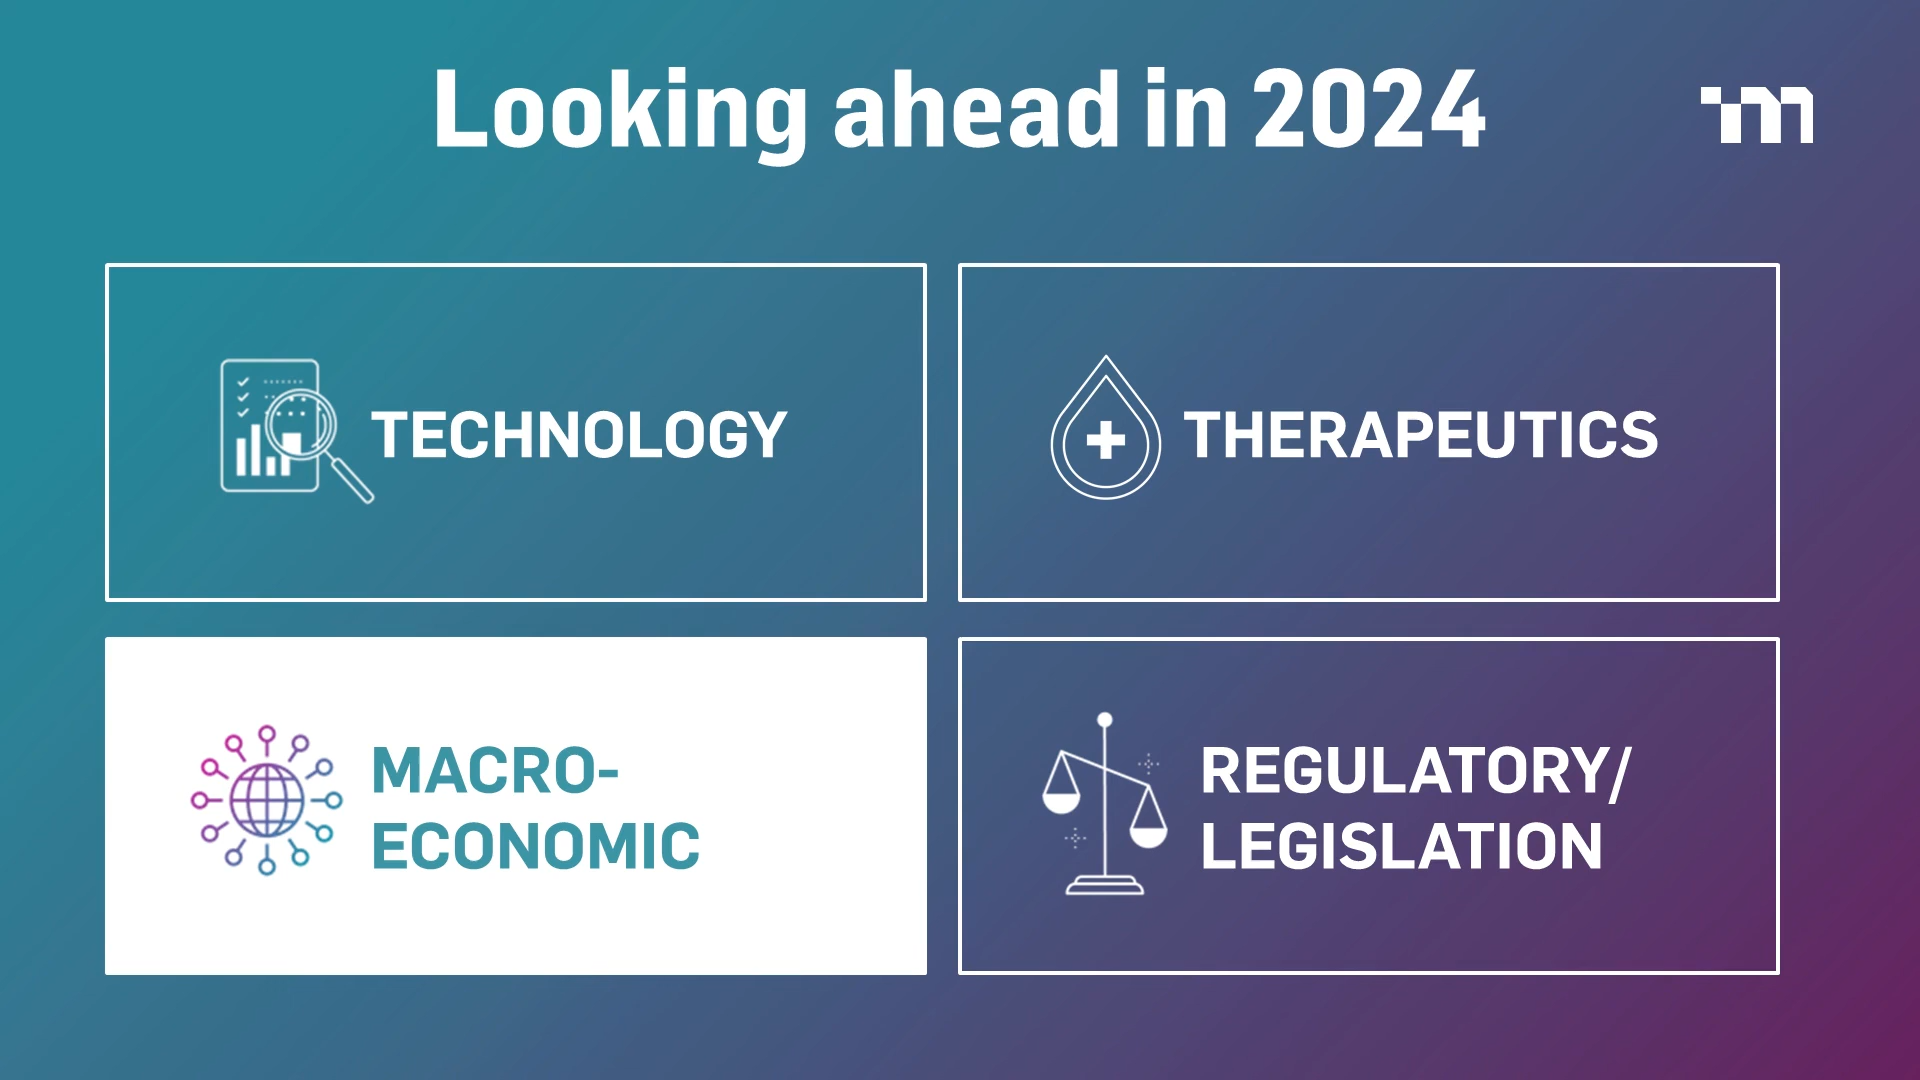 Looking ahead in 2024
TECHNOLOGY
THERAPEUTICS
MACRO-
ECONOMIC
REGULATORY/
LEGISLATION